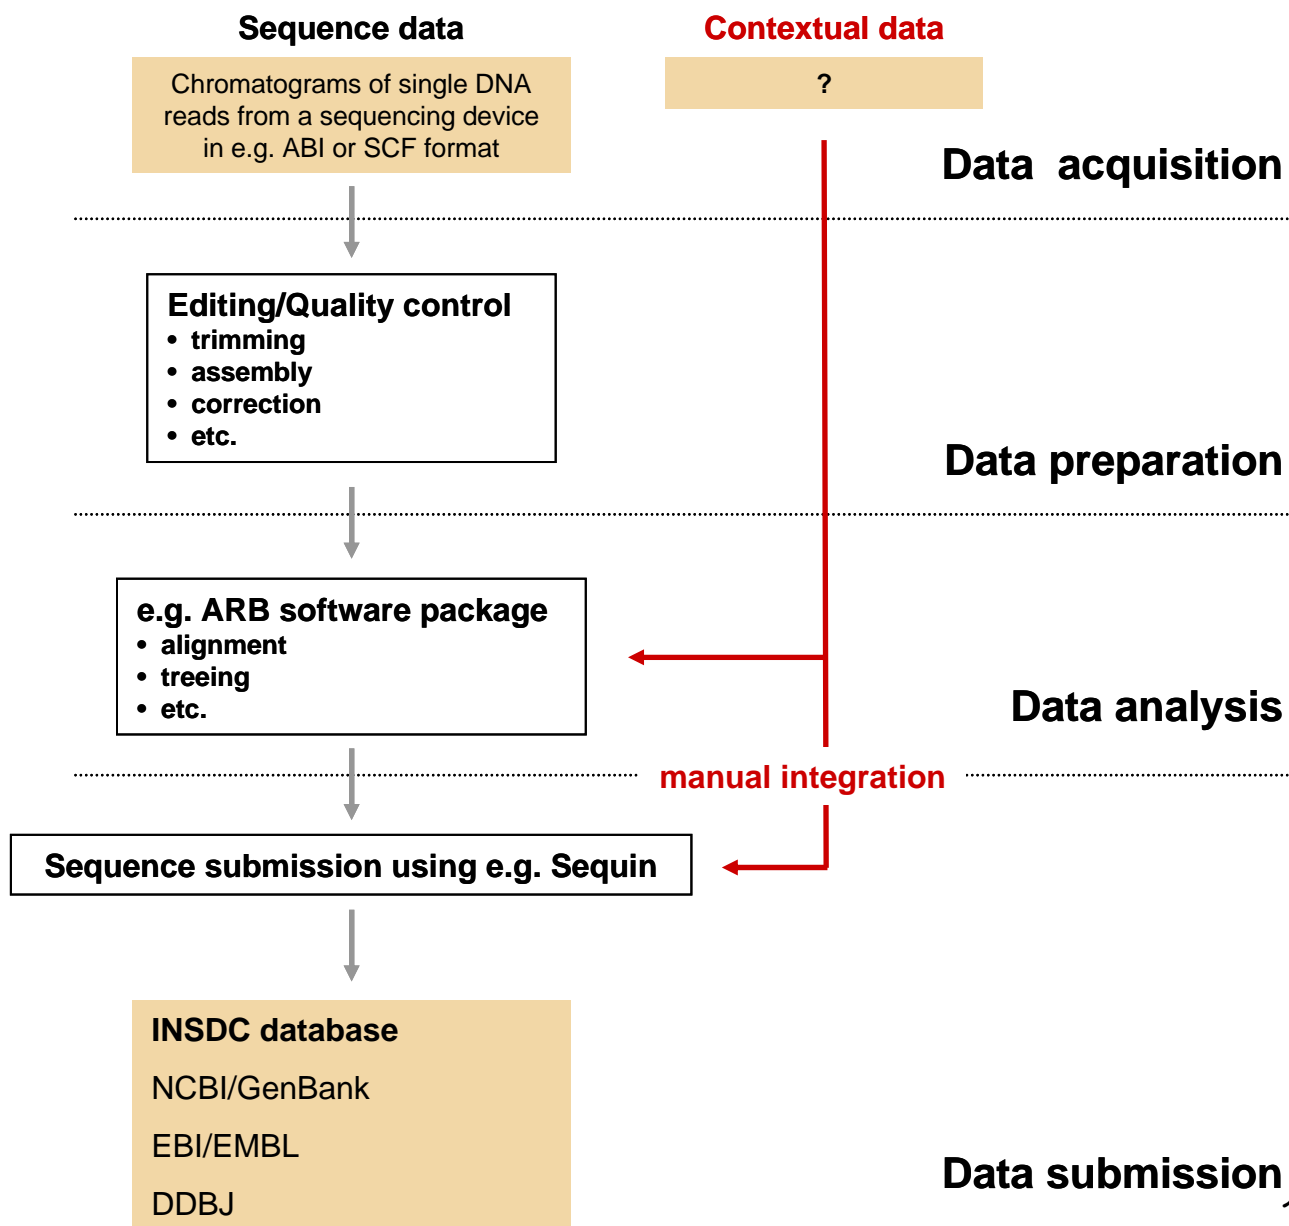 Sequence data
Contextual data
Chromatograms of single DNA
reads from a sequencing device
in e.g. ABI or SCF format
?
Data acquisition
Editing/Quality control
• trimming
• assembly
• correction
• etc.
Data preparation
e.g. ARB software package
• alignment
• treeing
• etc.
Data analysis
manual integration
Sequence submission using e.g. Sequin
INSDC database
NCBI/GenBank
EBI/EMBL
DDBJ
Data submission